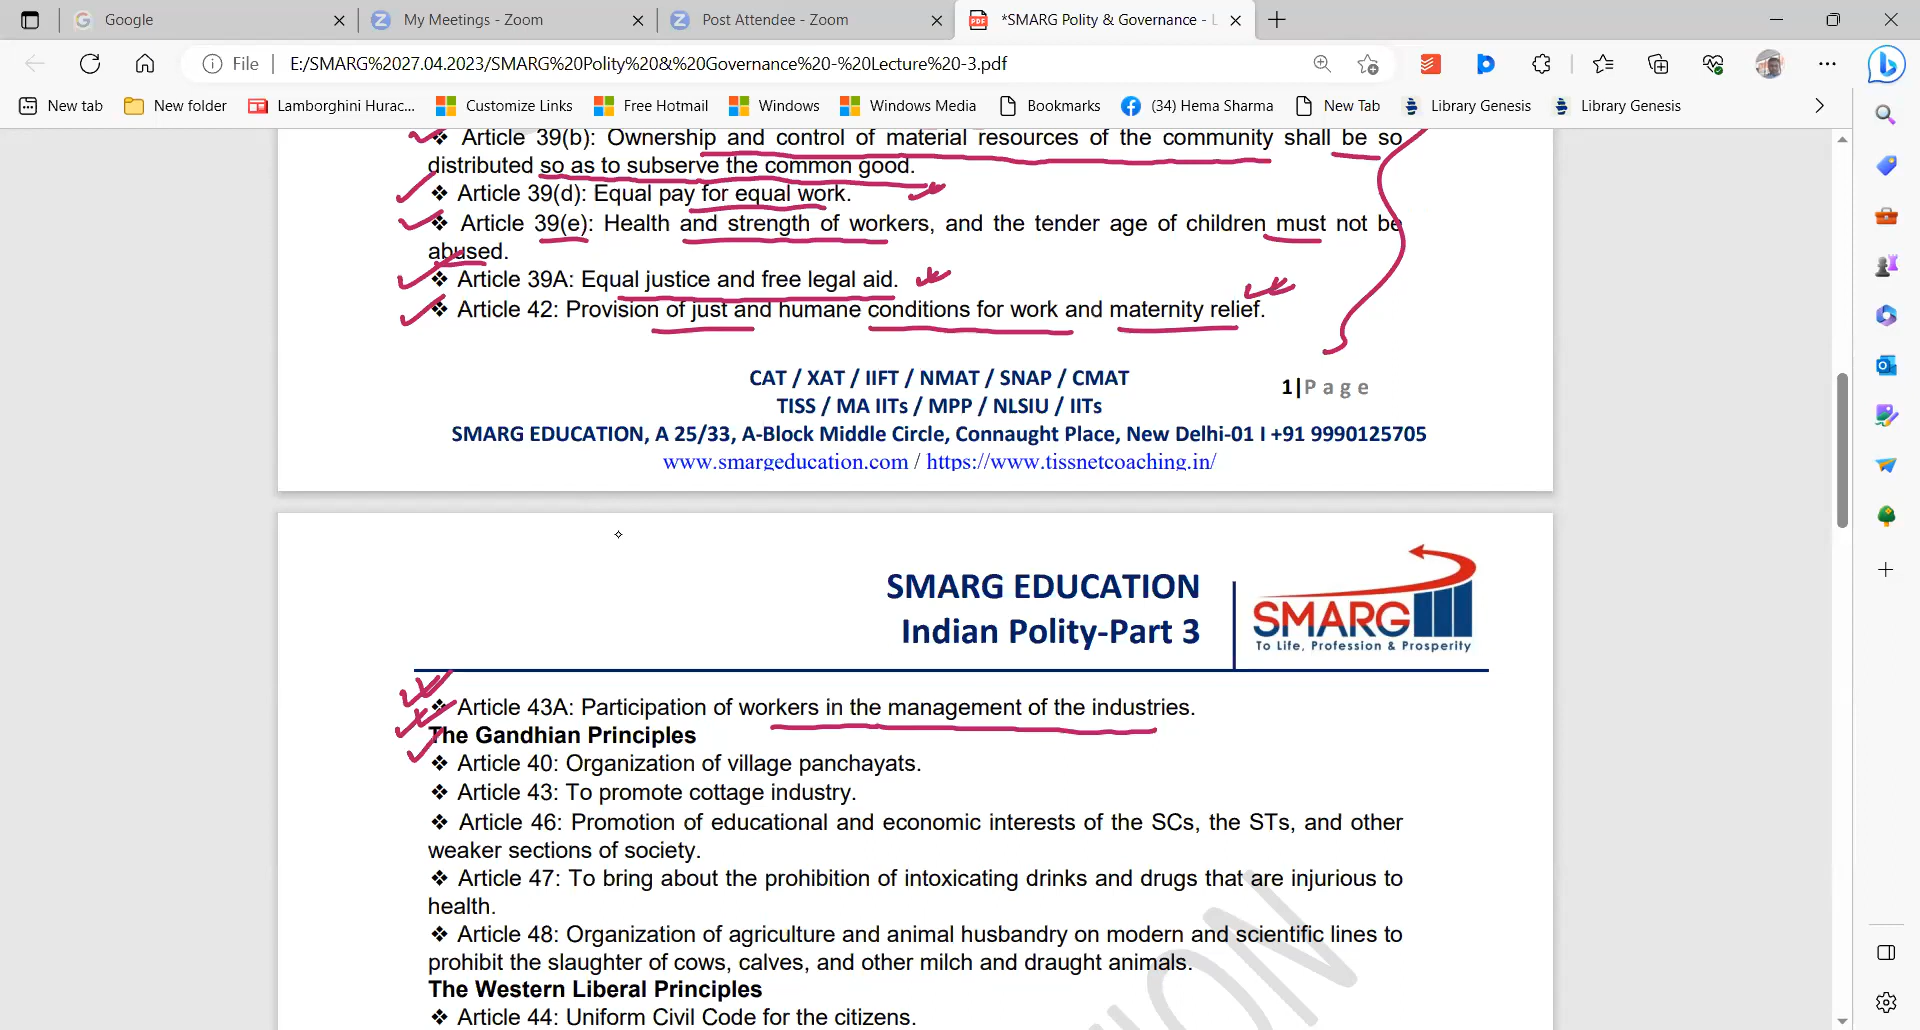 Google
My Meetings - Zoom
Post Attendee - Zoom
*SMARG Polity & Governance - L
File
E:/SMARG%2027.04.2023/SMARG%20Polity%20&%20Governance%20-%20Lecture%20-3.pdf
New tab
New folder
Lamborghini Hurac...
Customize Links
Free Hotmail
Windows
Windows Media
Bookmarks
(34) Hema Sharma
New Tab
Library Genesis
Library Genesis
❖ Article 39(b): Ownership and control of material resources of the community shall be so
distributed so as to subserve the common good.
❖ Article 39(d): Equal pay for equal work.
❖ Article 39(e): Health and strength of workers, and the tender age of children must not be
abused.
❖ Article 39A: Equal justice and free legal aid.
❖ Article 42: Provision of just and humane conditions for work and maternity relief.
CAT / XAT / IIFT / NMAT / SNAP / CMAT
1|Page
TISS / MA IITs / MPP / NLSIU / IITs
SMARG EDUCATION, A 25/33, A-Block Middle Circle, Connaught Place, New Delhi-01 I +91 9990125705
www.smargeducation.com / https://www.tissnetcoaching.in/
SMARG EDUCATION
Indian Polity-Part 3
SMARG
To Life, Profession & Prosperity
❖ Article 43A: Participation of workers in the management of the industries.
The Gandhian Principles
❖ Article 40: Organization of village panchayats.
❖ Article 43: To promote cottage industry.
❖ Article 46: Promotion of educational and economic interests of the SCs, the STs, and other
weaker sections of society.
❖ Article 47: To bring about the prohibition of intoxicating drinks and drugs that are injurious to
health.
❖ Article 48: Organization of agriculture and animal husbandry on modern and scientific lines to
prohibit the slaughter of cows, calves, and other milch and draught animals.
The Western Liberal Principles
❖ Article 44: Uniform Civil Code for the citizens.